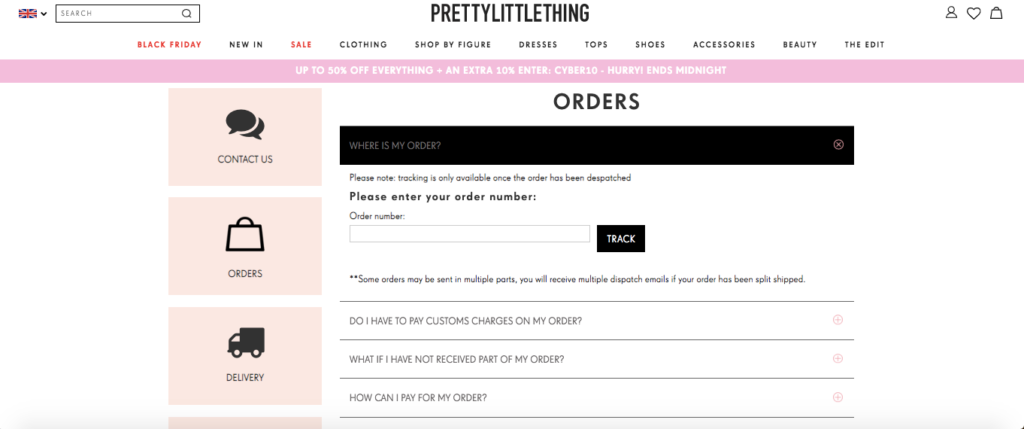 SEARCH
PRETTYLITTLETHING
BLACK FRIDAY NEW IN SALE CLOTHING SHOP BY FIGURE DRESSES TOPS SHOES ACCESSORIES BEAUTY THE EDIT
UP TO 50% OFF EVERYTHING + AN EXTRA 10% ENTER: CYBER10 - HURRY! ENDS MIDNIGHT
CONTACT US
ORDERS
DELIVERY
ORDERS
WHERE IS MY ORDER?
Please note: tracking is only available once the order has been despatched
Please enter your order number:
Order number:
TRACK
**Some orders may be sent in multiple parts, you will receive multiple dispatch emails if your order has been split shipped.
DO I HAVE TO PAY CUSTOMS CHARGES ON MY ORDER?
WHAT IF I HAVE NOT RECEIVED PART OF MY ORDER?
HOW CAN I PAY FOR MY ORDER?